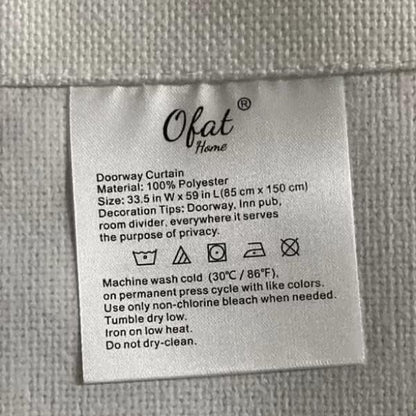 Ofat®
Home
Doorway Curtain
Material: 100% Polyester
Size: 33.5 in W x 59 in L(85 cm x 150 cm)
Decoration Tips: Doorway, Inn pub,
room divider, everywhere it serves
the purpose of privacy.
Machine wash cold (30℃ / 86℉),
on permanent press cycle with like colors.
Use only non-chlorine bleach when needed.
Tumble dry low.
Iron on low heat.
Do not dry-clean.